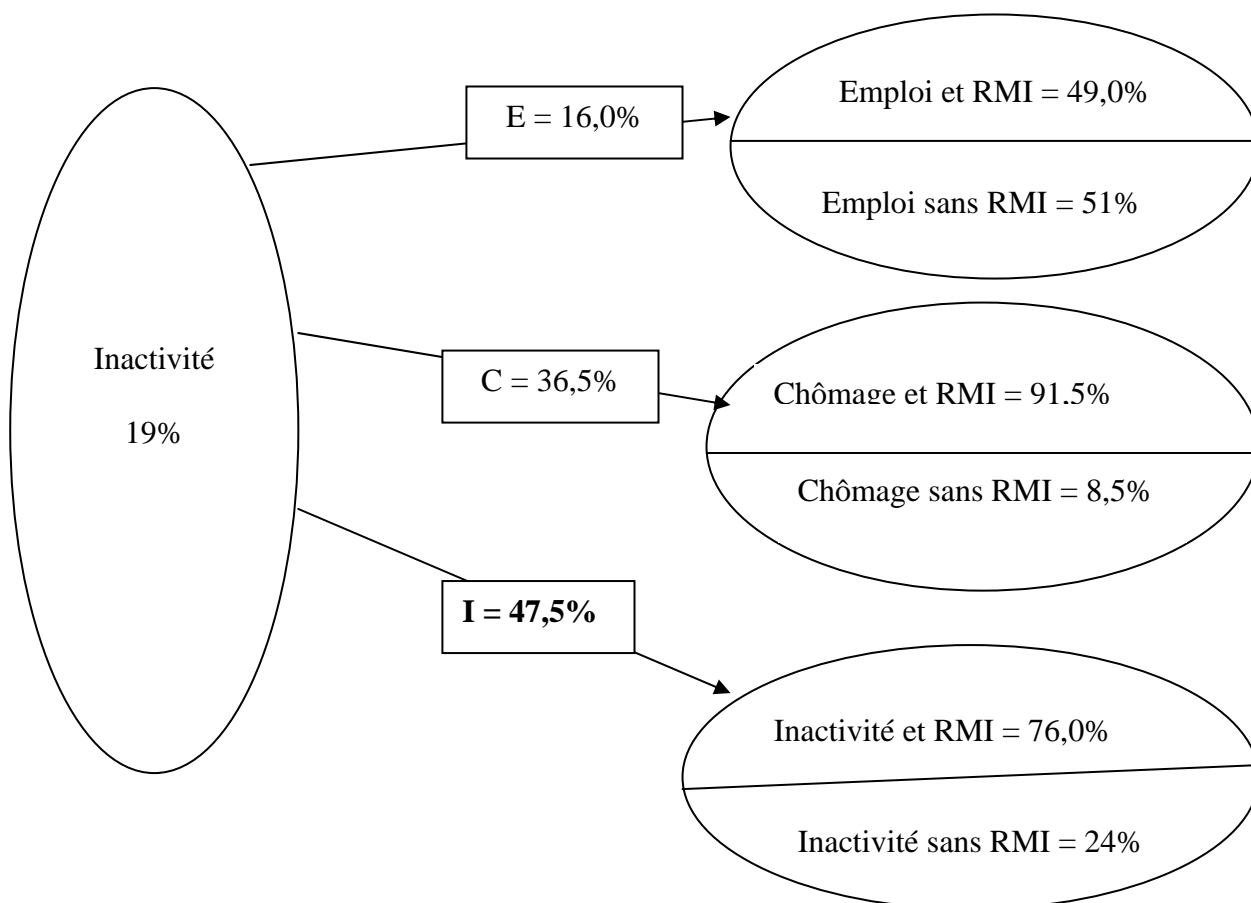 Inactivité
19%
E = 16,0%
Emploi et RMI = 49,0%
Emploi sans RMI = 51%
C = 36,5%
Chômage et RMI = 91,5%
Chômage sans RMI = 8,5%
I = 47,5%
Inactivité et RMI = 76,0%
Inactivité sans RMI = 24%